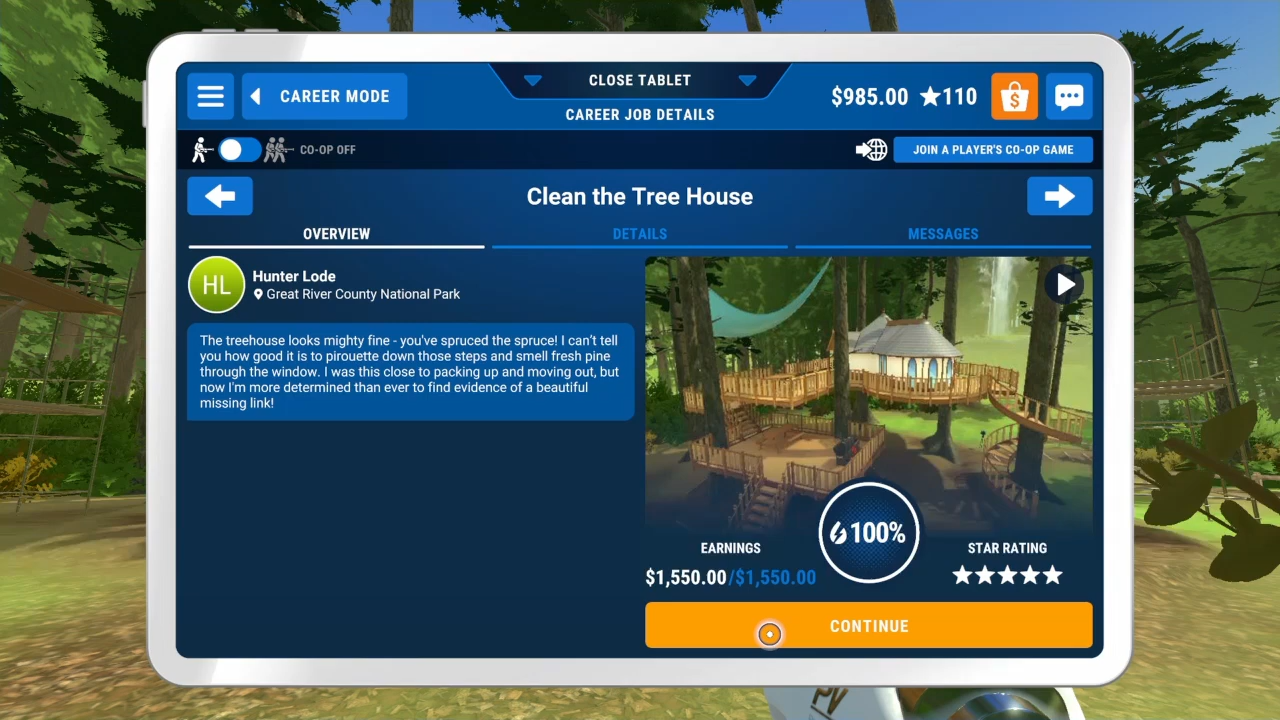 CLOSE TABLET
CAREER MODE
$985.00 ★110
$
CAREER JOB DETAILS
CO-OP OFF
JOIN A PLAYER'S CO-OP GAME
Clean the Tree House
OVERVIEW
DETAILS
MESSAGES
HL
Hunter Lode
Great River County National Park
The treehouse looks mighty fine - you've spruced the spruce! I can't tell
you how good it is to pirouette down those steps and smell fresh pine
through the window. I was this close to packing up and moving out, but
now I'm more determined than ever to find evidence of a beautiful
missing link!
100%
EARNINGS
$1,550.00/$1,550.00
STAR RATING
★★★★★
CONTINUE
PV